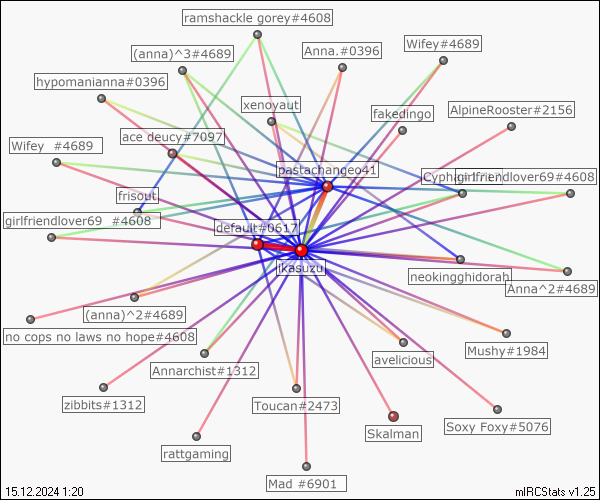 ramshackle gorey#4608
(anna)^3#4689
Anna.#0396
Wifey#4689
hypomanianna#0396
xenoyaut
fakedingo
AlpineRooster#2156
ace deucy#7097
Wifey #4689
pastachangeo41
girlfriendlover69#4608
frisout
girlfriendlover69 #4608
default#0617
jkasuzu
neokingghidorah
Anna^2#4689
(anna)^2#4689
no cops no laws no hope#4608
avelicious
Mushy#1984
Annarchist#1312
zibbits#1312
Toucan#2473
Skalman
Soxy Foxy#5076
rattgaming
Mad #6901
15.12.2024 1:20
mIRCStats v1.25